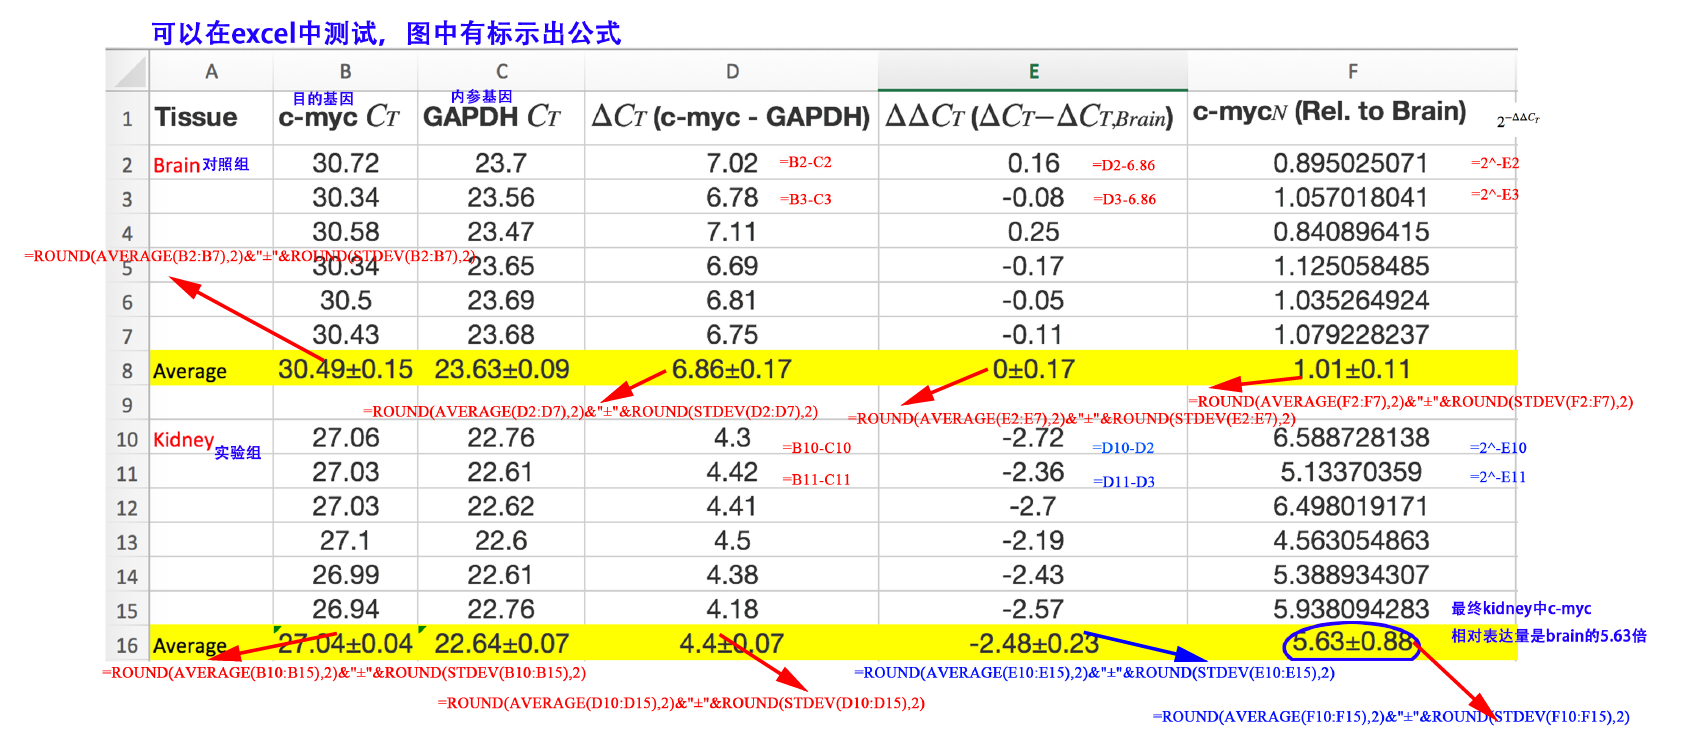 可以在excel中测试，图中有标示出公式
A B C D E F
目的基因 内参基因
1 Tissue c-myc CT GAPDH CT ΔCT (c-myc - GAPDH) ΔΔCT (ΔCT−ΔCT,Brain) c-mycN (Rel. to Brain) 2^−ΔΔCT
2 Brain 对照组 30.72 23.7 7.02 =B2-C2 0.16 =D2-6.86 0.895025071 =2^-E2
3 30.34 23.56 6.78 =B3-C3 -0.08 =D3-6.86 1.057018041 =2^-E3
4 30.58 23.47 7.11 0.25 0.840896415
=ROUND(AVERAGE(B2:B7),2)&"±"&ROUND(STDEV(B2:B7),2)
5 30.34 23.65 6.69 -0.17 1.125058485
6 30.5 23.69 6.81 -0.05 1.035264924
7 30.43 23.68 6.75 -0.11 1.079228237
8 Average 30.49±0.15 23.63±0.09 6.86±0.17 0±0.17 1.01±0.11
9
=ROUND(AVERAGE(D2:D7),2)&"±"&ROUND(STDEV(D2:D7),2)
=ROUND(AVERAGE(E2:E7),2)&"±"&ROUND(STDEV(E2:E7),2)
=ROUND(AVERAGE(F2:F7),2)&"±"&ROUND(STDEV(F2:F7),2)
10 Kidney 实验组 27.06 22.76 4.3 =B10-C10 -2.72 =D10-D2 6.588728138 =2^-E10
11 27.03 22.61 4.42 =B11-C11 -2.36 =D11-D3 5.13370359 =2^-E11
12 27.03 22.62 4.41 -2.7 6.498019171
13 27.1 22.6 4.5 -2.19 4.563054863
14 26.99 22.61 4.38 -2.43 5.388934307
15 26.94 22.76 4.18 -2.57 5.938094283
最终kidney中c-myc
相对表达量是brain的5.63倍
16 Average 27.04±0.04 22.64±0.07 4.4±0.07 -2.48±0.23 5.63±0.88
=ROUND(AVERAGE(B10:B15),2)&"±"&ROUND(STDEV(B10:B15),2)
=ROUND(AVERAGE(E10:E15),2)&"±"&ROUND(STDEV(E10:E15),2)
=ROUND(AVERAGE(D10:D15),2)&"±"&ROUND(STDEV(D10:D15),2)
=ROUND(AVERAGE(F10:F15),2)&"±"&ROUND(STDEV(F10:F15),2)